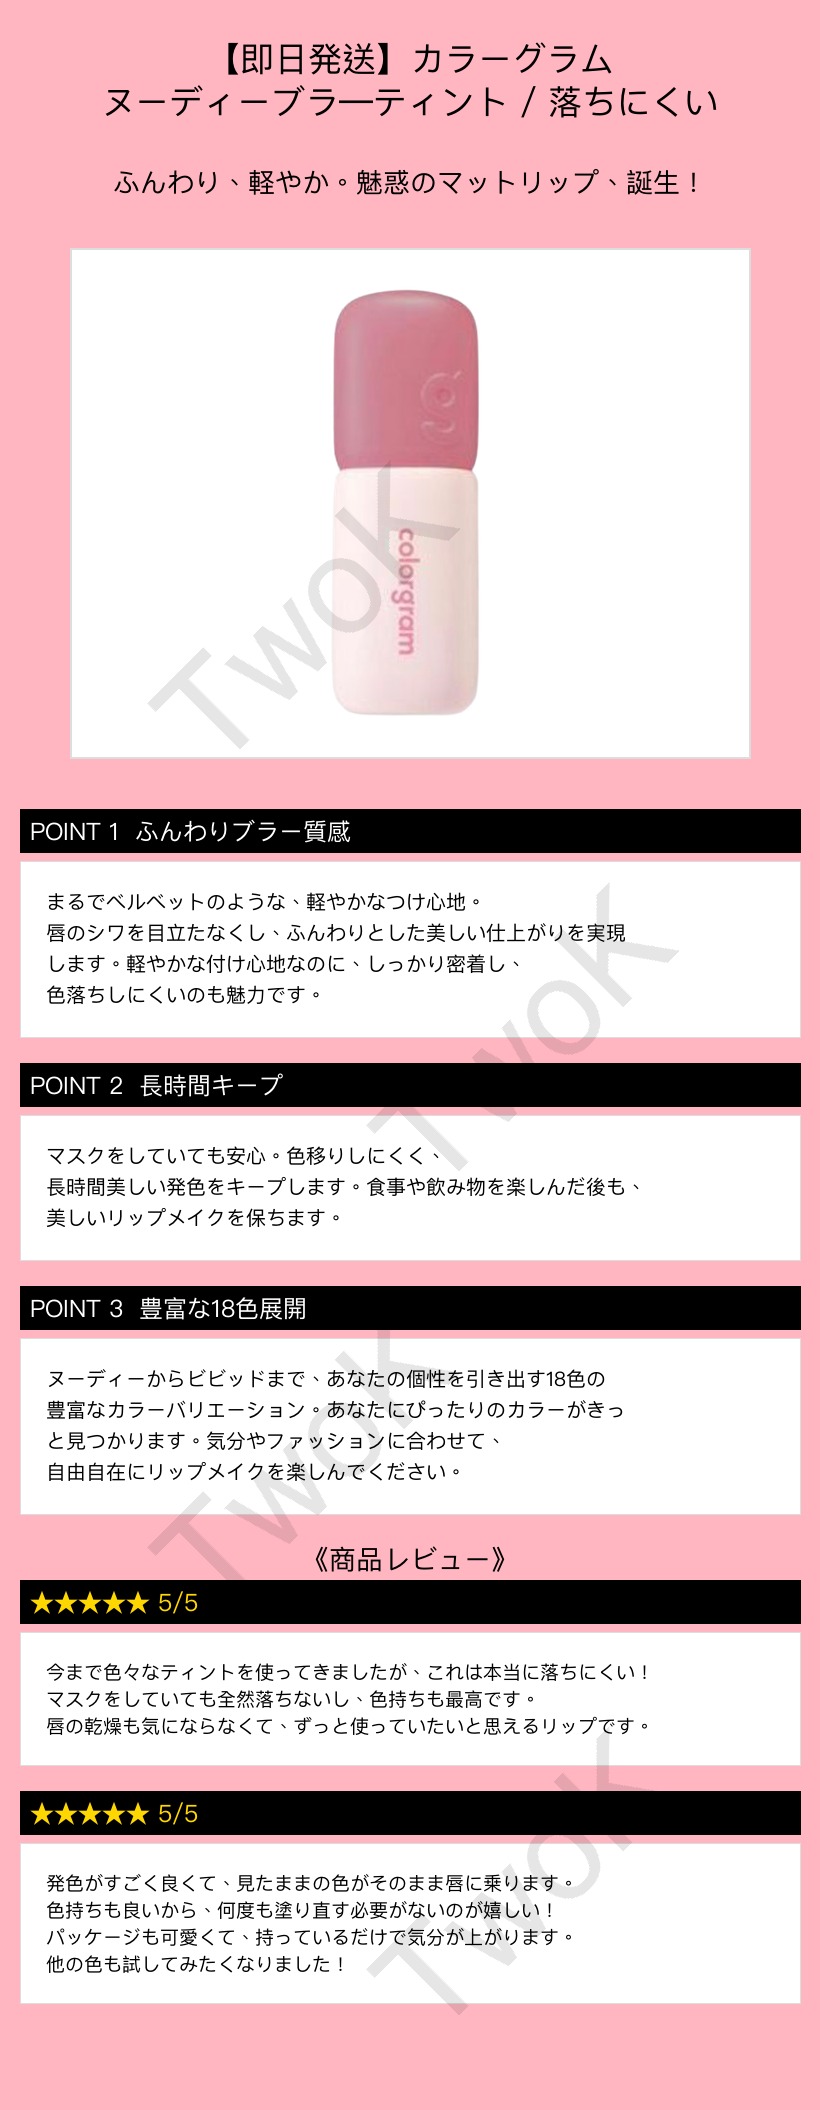 【即日発送】カラーグラム
ヌーディーブラーティント / 落ちにくい
ふんわり、軽やか。魅惑のマットリップ、誕生！
colorgram
TwoK
POINT 1 ふんわりブラー質感
まるでベルベットのような、軽やかなつけ心地。
唇のシワを目立たなくし、ふんわりとした美しい仕上がりを実現
します。軽やかな付け心地なのに、しっかり密着し、
色落ちしにくいのも魅力です。
TwoK
POINT 2 長時間キープ
マスクをしていても安心。色移りしにくく、
長時間美しい発色をキープします。食事や飲み物を楽しんだ後も、
美しいリップメイクを保ちます。
POINT 3 豊富な18色展開
ヌーディーからビビッドまで、あなたの個性を引き出す18色の
豊富なカラーバリエーション。あなたにぴったりのカラーがきっ
と見つかります。気分やファッションに合わせて、
自由自在にリップメイクを楽しんでください。
TwoK
《商品レビュー》
★★★★★ 5/5
今まで色々なティントを使ってきましたが、これは本当に落ちにくい！
マスクをしていても全然落ちないし、色持ちも最高です。
唇の乾燥も気にならなくて、ずっと使っていたいと思えるリップです。
★★★★★ 5/5
発色がすごく良くて、見たままの色がそのまま唇に乗ります。
色持ちも良いから、何度も塗り直す必要がないのが嬉しい！
パッケージも可愛くて、持っているだけで気分が上がります。
他の色も試してみたくなりました！
TwoK